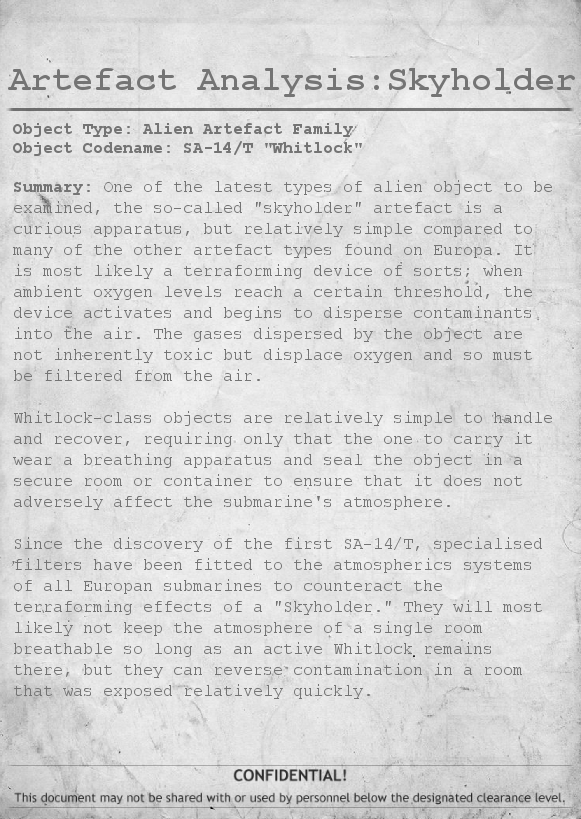 Artefact Analysis:Skyholder
Object Type: Alien Artefact Family
Object Codename: SA-14/T "Whitlock"
Summary: One of the latest types of alien object to be
examined, the so-called "skyholder" artefact is a
curious apparatus, but relatively simple compared to
many of the other artefact types found on Europa. It
is most likely a terraforming device of sorts; when
ambient oxygen levels reach a certain threshold, the
device activates and begins to disperse contaminants
into the air. The gases dispersed by the object are
not inherently toxic but displace oxygen and so must
be filtered from the air.
Whitlock-class objects are relatively simple to handle
and recover, requiring only that the one to carry it
wear a breathing apparatus and seal the object in a
secure room or container to ensure that it does not
adversely affect the submarine's atmosphere.
Since the discovery of the first SA-14/T, specialised
filters have been fitted to the atmospherics systems
of all Europan submarines to counteract the
terraforming effects of a "Skyholder." They will most
likely not keep the atmosphere of a single room
breathable so long as an active Whitlock remains
there, but they can reverse contamination in a room
that was exposed relatively quickly.
CONFIDENTIAL!
This document may not be shared with or used by personnel below the designated clearance level.